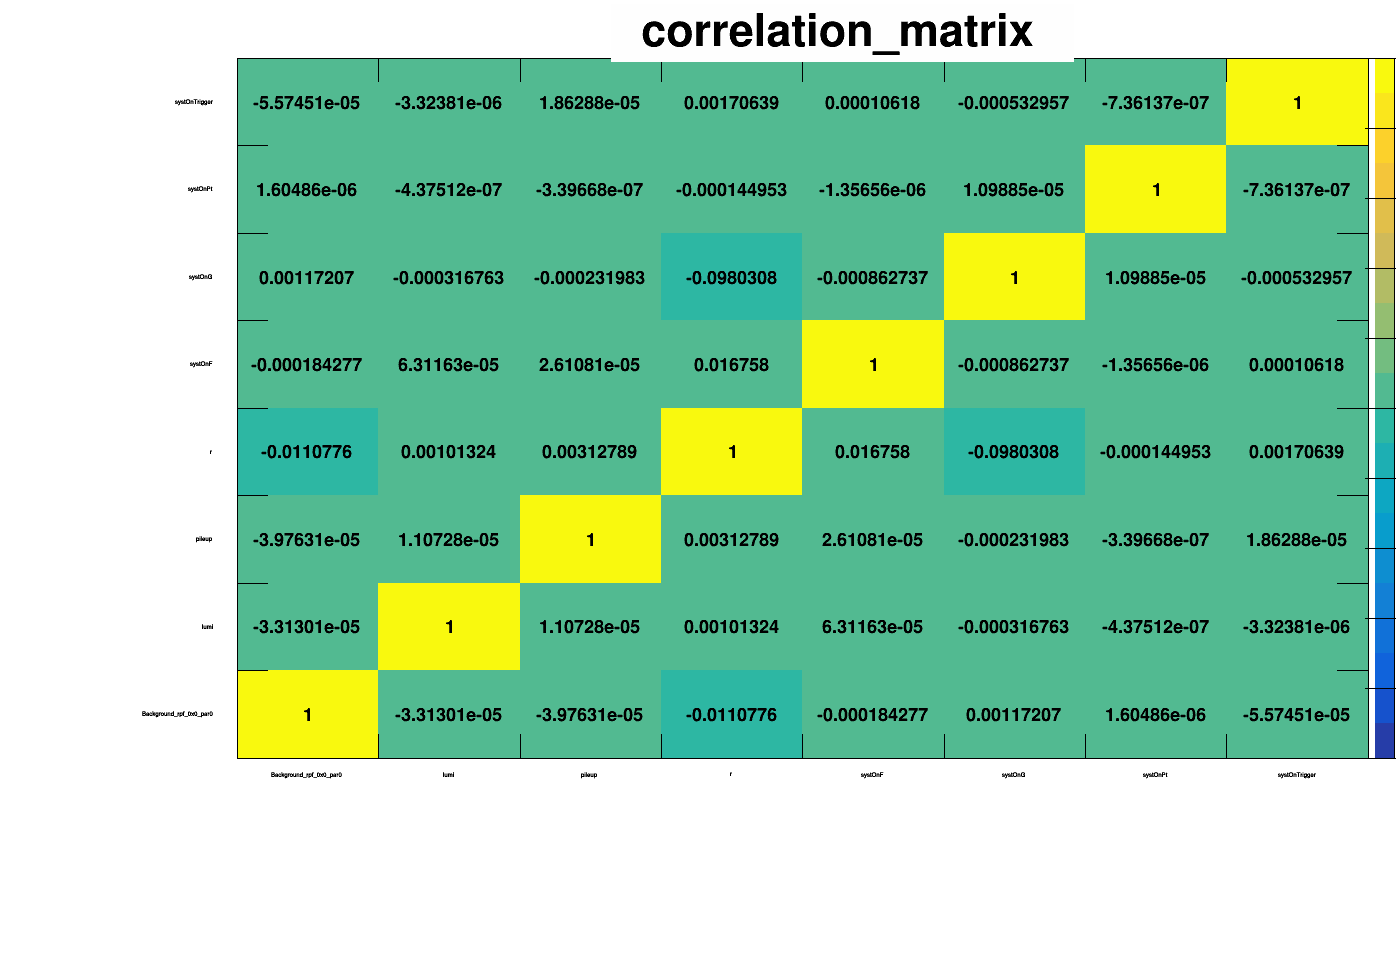 correlation_matrix
systOnTrigger -5.57451e-05 -3.32381e-06 1.86288e-05 0.00170639 0.00010618 -0.000532957 -7.36137e-07 1
systOnPt 1.60486e-06 -4.37512e-07 -3.39668e-07 -0.000144953 -1.35656e-06 1.09885e-05 1 -7.36137e-07
systOnG 0.00117207 -0.000316763 -0.000231983 -0.0980308 -0.000862737 1 1.09885e-05 -0.000532957
systOnF -0.000184277 6.31163e-05 2.61081e-05 0.016758 1 -0.000862737 -1.35656e-06 0.00010618
r -0.0110776 0.00101324 0.00312789 1 0.016758 -0.0980308 -0.000144953 0.00170639
pileup -3.97631e-05 1.10728e-05 1 0.00312789 2.61081e-05 -0.000231983 -3.39668e-07 1.86288e-05
lumi -3.31301e-05 1 1.10728e-05 0.00101324 6.31163e-05 -0.000316763 -4.37512e-07 -3.32381e-06
Background_rpf_0x0_par0 1 -3.31301e-05 -3.97631e-05 -0.0110776 -0.000184277 0.00117207 1.60486e-06 -5.57451e-05
Background_rpf_0x0_par0 lumi pileup r systOnF systOnG systOnPt systOnTrigger